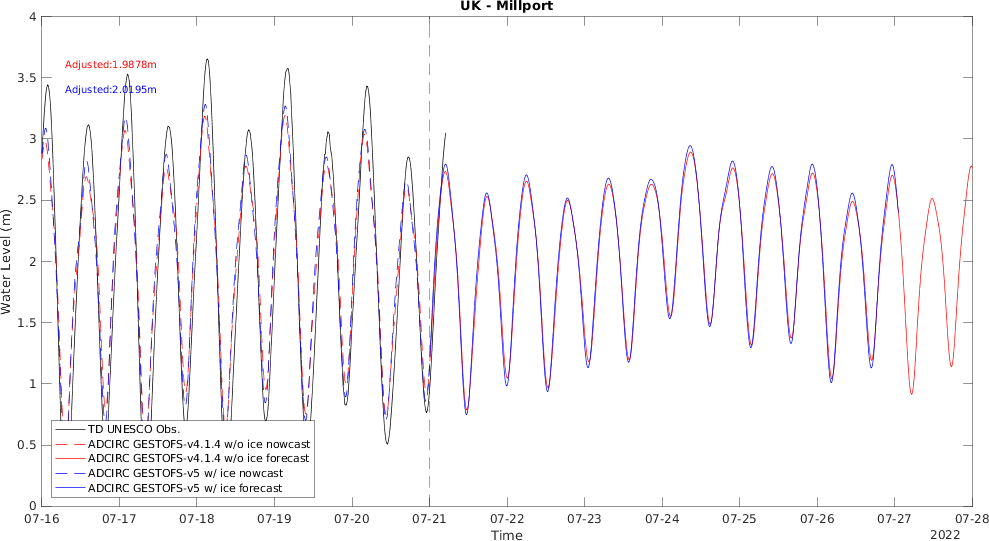 UK - Millport
4
3.5
3
2.5
2
1.5
1
0.5
0
Water Level (m)
Adjusted:1.9878m
Adjusted:2.0195m
TD UNESCO Obs.
ADCIRC GESTOFS-v4.1.4 w/o ice nowcast
ADCIRC GESTOFS-v4.1.4 w/o ice forecast
ADCIRC GESTOFS-v5 w/ ice nowcast
ADCIRC GESTOFS-v5 w/ ice forecast
07-16 07-17 07-18 07-19 07-20 07-21 07-22 07-23 07-24 07-25 07-26 07-27 07-28
Time
2022